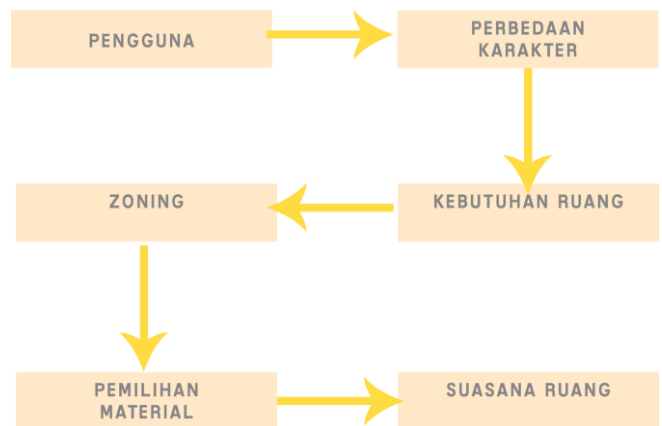 PENGGUNA
PERBEDAAN
KARAKTER
ZONING
KEBUTUHAN RUANG
PEMILIHAN
MATERIAL
SUASANA RUANG